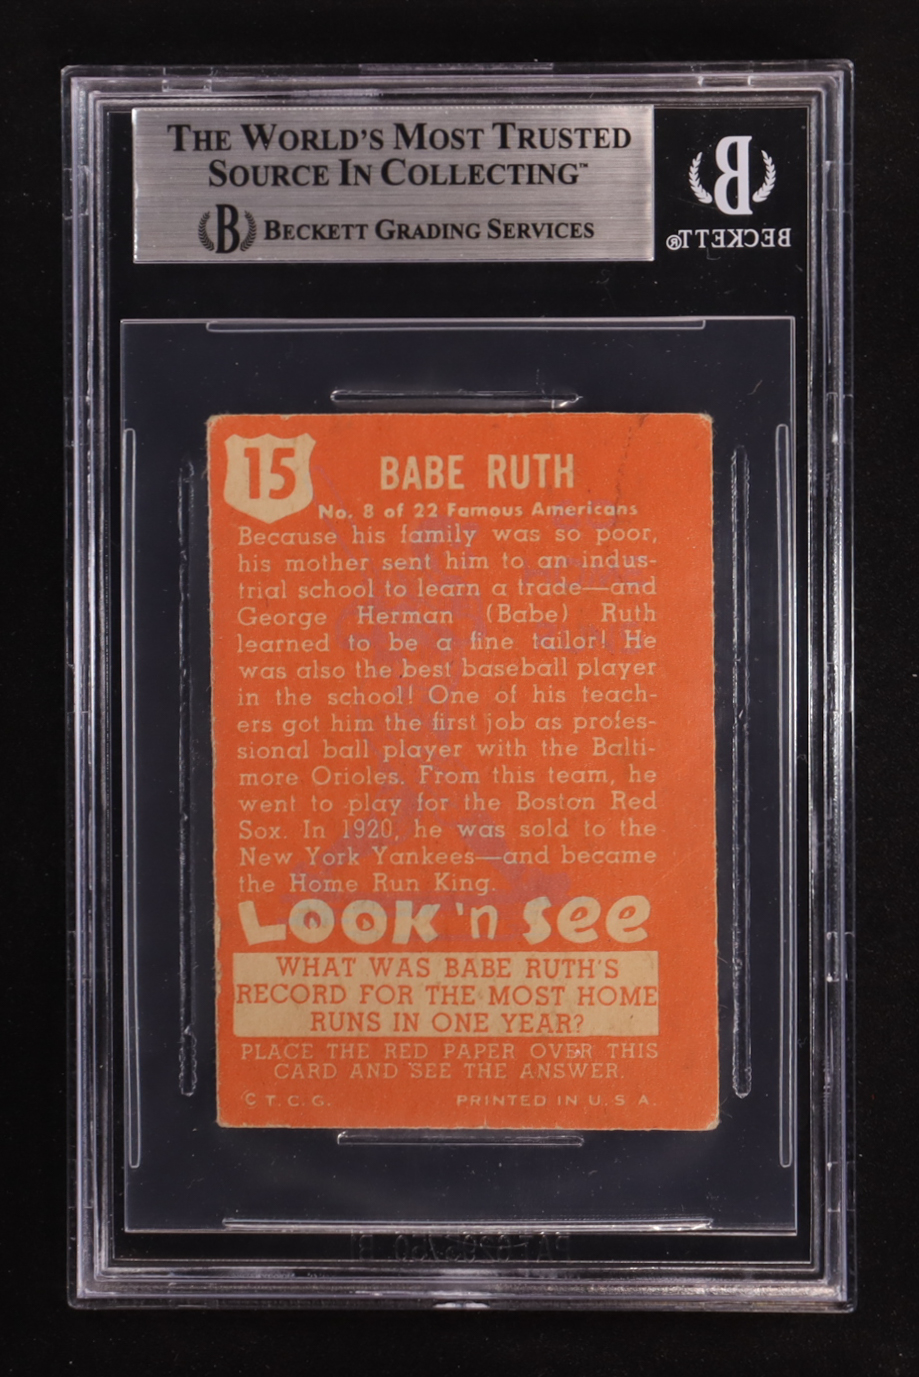 THE WORLD'S MOST TRUSTED
SOURCE IN COLLECTING™
B BECKETT GRADING SERVICES
B
BECKETT®
15
BABE RUTH
No. 8 of 22 Famous Americans
Because his family was so poor,
his mother sent him to an indus-
trial school to learn a trade—and
George Herman (Babe) Ruth
learned to be a fine tailor! He
was also the best baseball player
in the school! One of his teach-
ers got him the first job as profes-
sional ball player with the Balti-
more Orioles. From this team, he
went to play for the Boston Red
Sox. In 1920, he was sold to the
New York Yankees—and became
the Home Run King.
LOOK 'n SEE
WHAT WAS BABE RUTH'S
RECORD FOR THE MOST HOME
RUNS IN ONE YEAR?
PLACE THE RED PAPER OVER THIS
CARD AND SEE THE ANSWER.
© T. C. G.
PRINTED IN U. S. A.